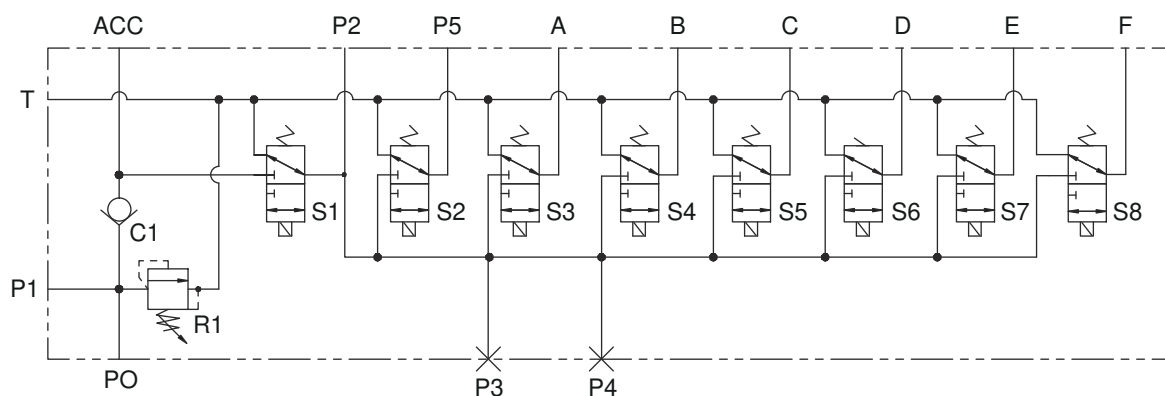 ACC P2 P5 A B C D E F
T
S1 S2 S3 S4 S5 S6 S7 S8
C1
P1
R1
PO P3 P4